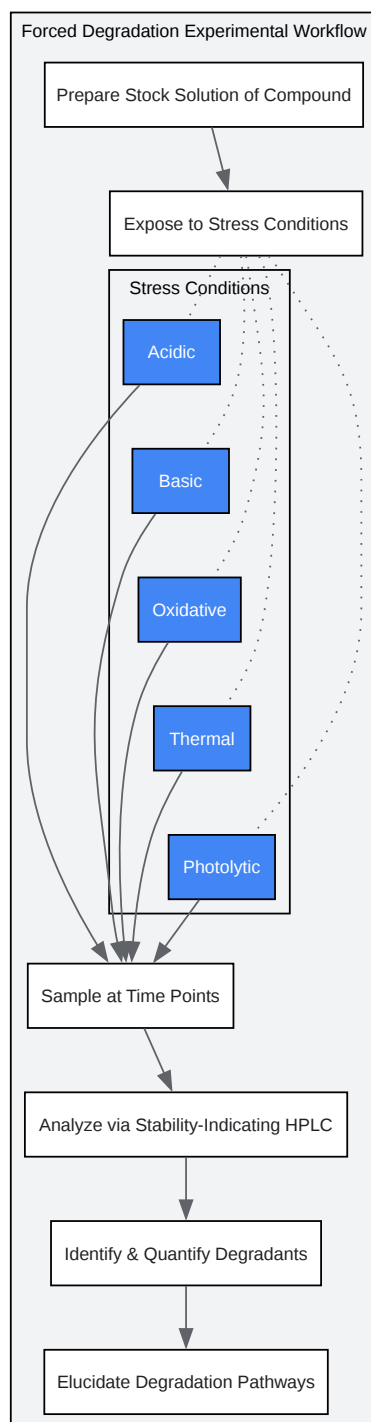 Forced Degradation Experimental Workflow
Prepare Stock Solution of Compound
Expose to Stress Conditions
Stress Conditions
Acidic
Basic
Oxidative
Thermal
Photolytic
Sample at Time Points
Analyze via Stability-Indicating HPLC
Identify & Quantify Degradants
Elucidate Degradation Pathways